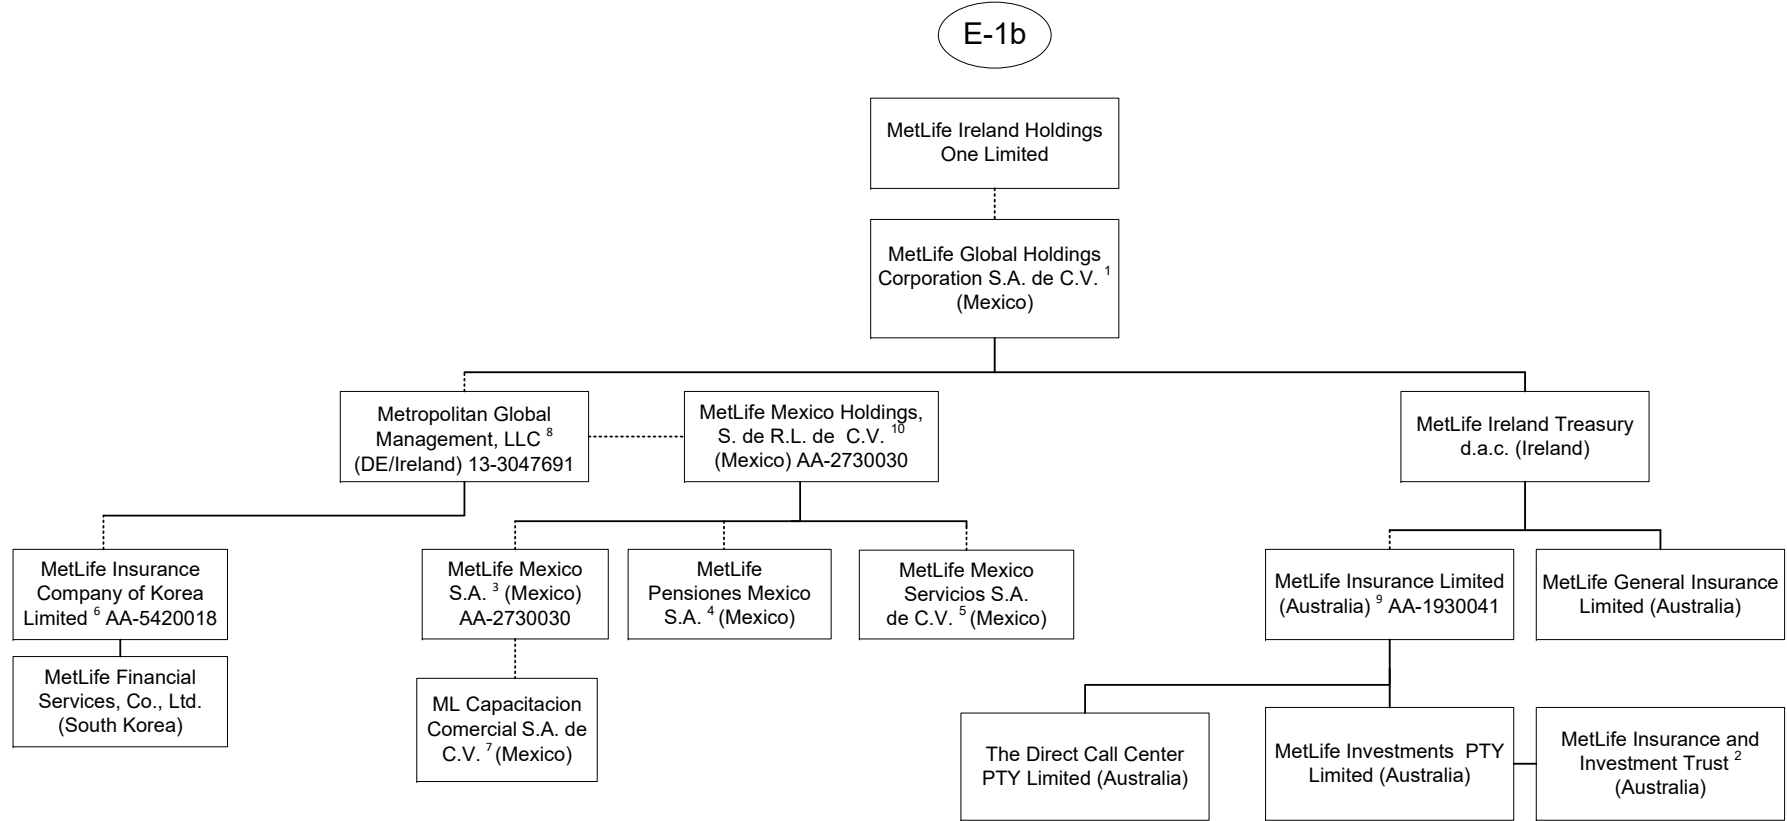 E-1b
MetLife Ireland Holdings
One Limited
MetLife Global Holdings
Corporation S.A. de C.V. 1
(Mexico)
Metropolitan Global
Management, LLC 8
(DE/Ireland) 13-3047691
MetLife Mexico Holdings,
S. de R.L. de C.V. 10
(Mexico) AA-2730030
MetLife Ireland Treasury
d.a.c. (Ireland)
MetLife Insurance
Company of Korea
Limited 6 AA-5420018
MetLife Mexico
S.A. 3 (Mexico)
AA-2730030
MetLife
Pensiones Mexico
S.A. 4 (Mexico)
MetLife Mexico
Servicios S.A.
de C.V. 5 (Mexico)
MetLife Insurance Limited
(Australia) 9 AA-1930041
MetLife General Insurance
Limited (Australia)
MetLife Financial
Services, Co., Ltd.
(South Korea)
ML Capacitacion
Comercial S.A. de
C.V. 7 (Mexico)
The Direct Call Center
PTY Limited (Australia)
MetLife Investments PTY
Limited (Australia)
MetLife Insurance and
Investment Trust 2
(Australia)